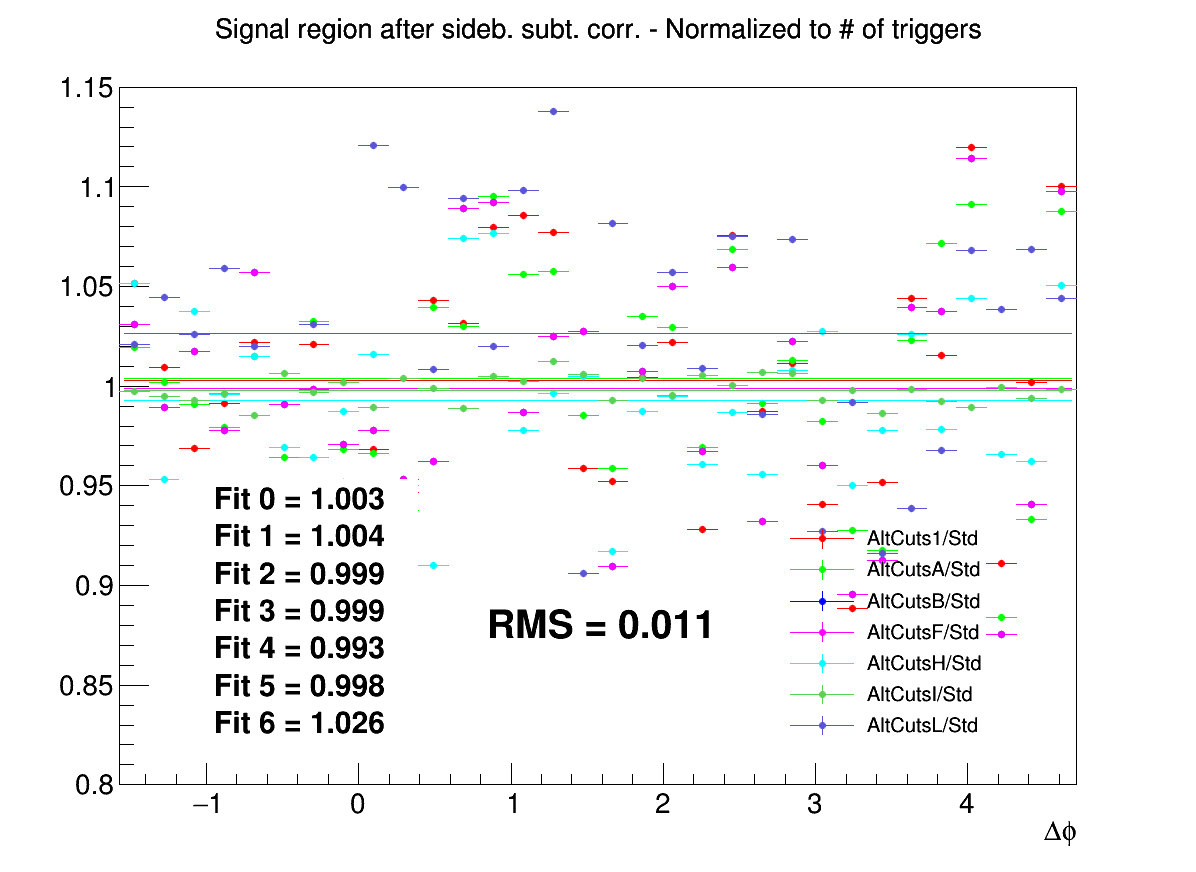 Signal region after sideb. subt. corr. - Normalized to # of triggers
1.15
1.1
1.05
1
0.95
0.9
0.85
0.8
Fit 0 = 1.003
Fit 1 = 1.004
Fit 2 = 0.999
Fit 3 = 0.999
Fit 4 = 0.993
Fit 5 = 0.998
Fit 6 = 1.026
RMS = 0.011
AltCuts1/Std
AltCutsA/Std
AltCutsB/Std
AltCutsF/Std
AltCutsH/Std
AltCutsI/Std
AltCutsL/Std
−1 0 1 2 3 4
Δϕ